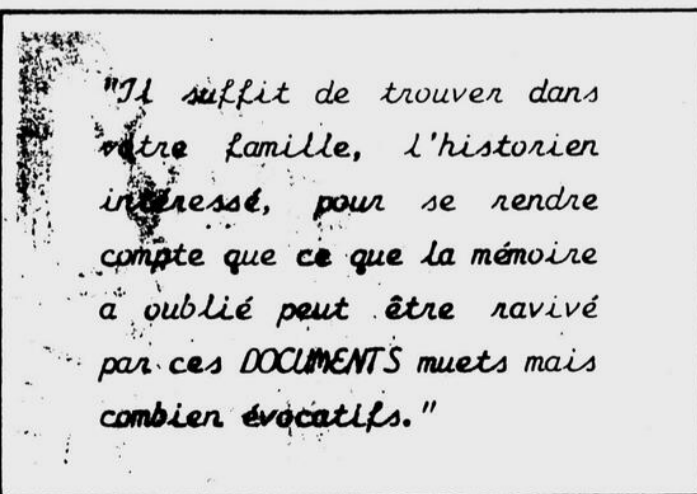 "Il suffit de trouver dans
votre famille, l'historien
intéressé, pour se rendre
compte que ce que la mémoire
a oublié peut être ravivé
par ces DOCUMENTS muets mais
combien évocatifs."